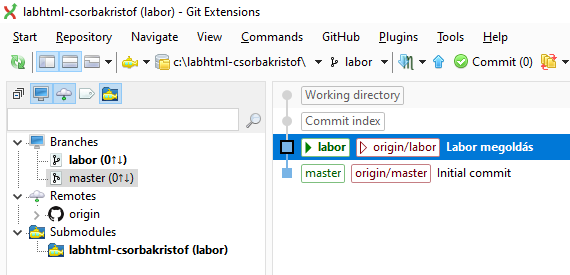 labhtml-csorbakristof (labor) - Git Extensions
Start Repository Navigate View Commands GitHub Plugins Tools Help
c:\labhtml-csorbakristof\ labor Commit (0)
Branches
labor (0↑↓)
master (0↑↓)
Remotes
origin
Submodules
labhtml-csorbakristof (labor)
Working directory
Commit index
labor origin/labor Labor megoldás
master origin/master Initial commit